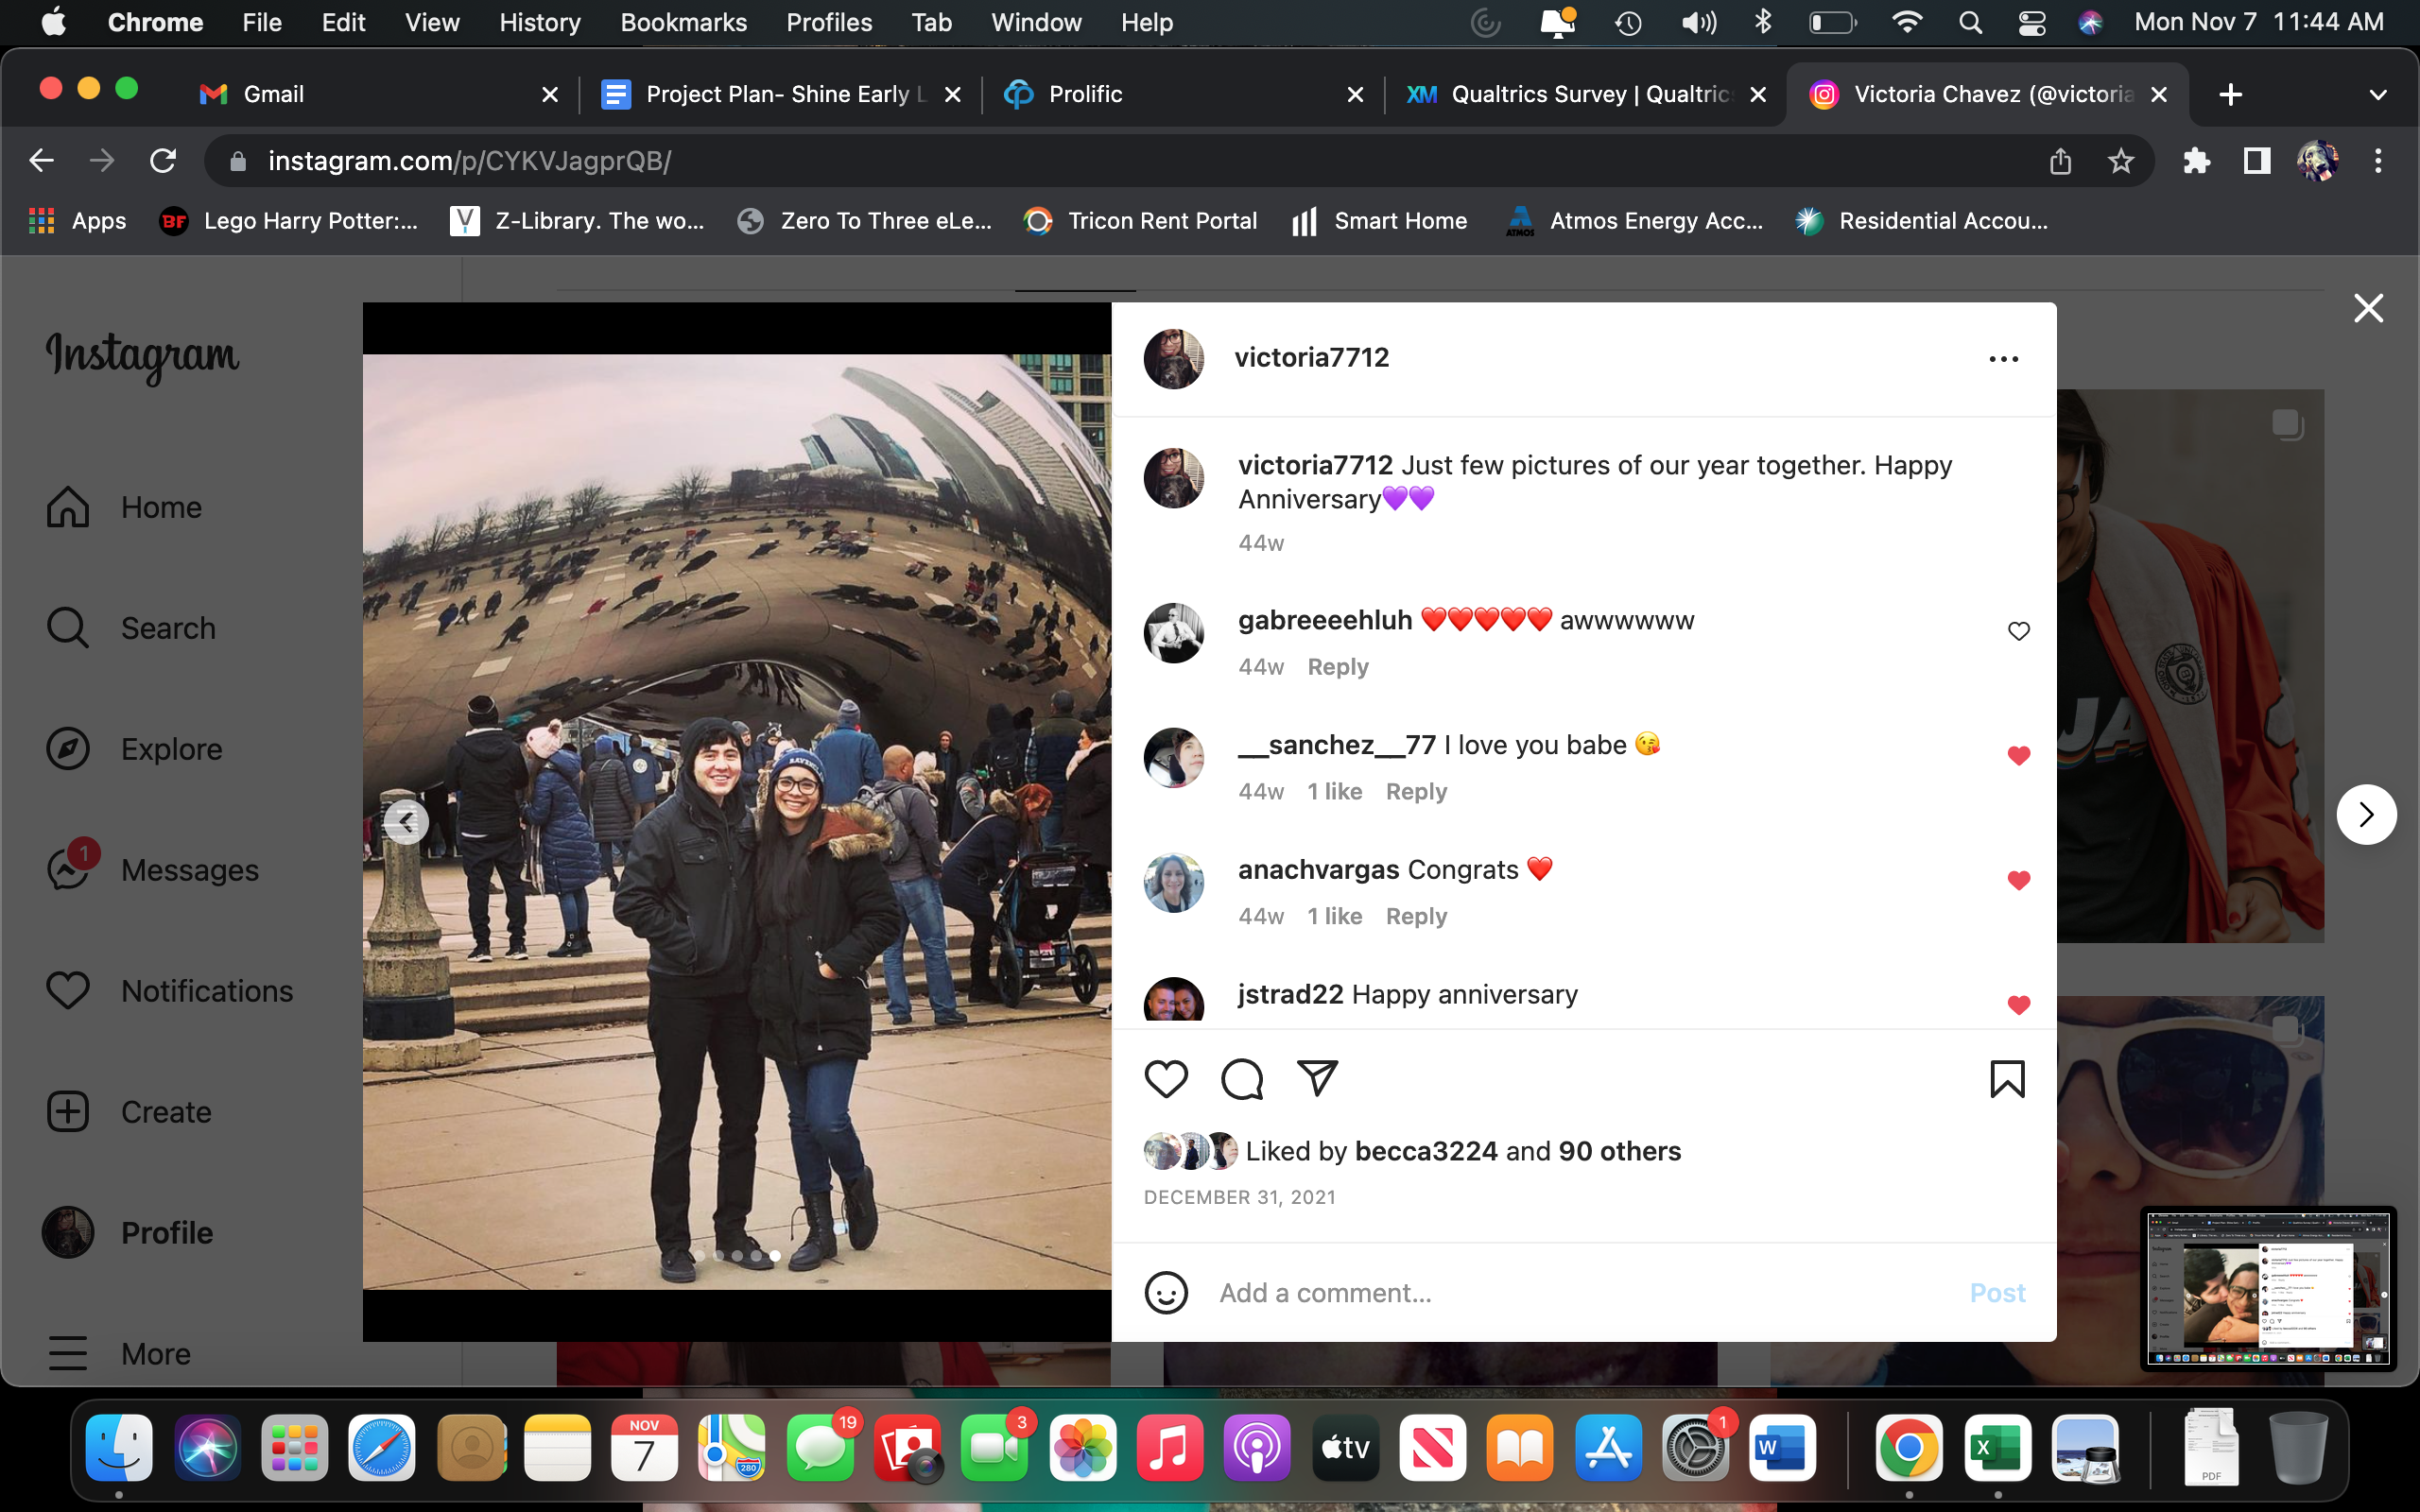 Chrome File Edit View History Bookmarks Profiles Tab Window Help Mon Nov 7 11:44 AM
Gmail Project Plan- Shine Early L Prolific XM Qualtrics Survey | Qualtric Victoria Chavez (@victoria
instagram.com/p/CYKVJagprQB/
Apps BF Lego Harry Potter:... Z-Library. The wo... Zero To Three eLe... Tricon Rent Portal Smart Home ATMOS Atmos Energy Acc... Residential Accou...
Instagram
Home
Search
Explore
1
Messages
Notifications
Create
Profile
More
RAVENCL
victoria7712
victoria7712 Just few pictures of our year together. Happy
Anniversary💜💜
44w
gabreeeehluh ❤️❤️❤️❤️❤️ awwwwww
44w Reply
__sanchez__77 I love you babe 😘
44w 1 like Reply
anachvargas Congrats ❤️
44w 1 like Reply
jstrad22 Happy anniversary
Liked by becca3224 and 90 others
DECEMBER 31, 2021
Add a comment... Post
JA
NOV
7
280
19
3
tv
1
W
X
PDF